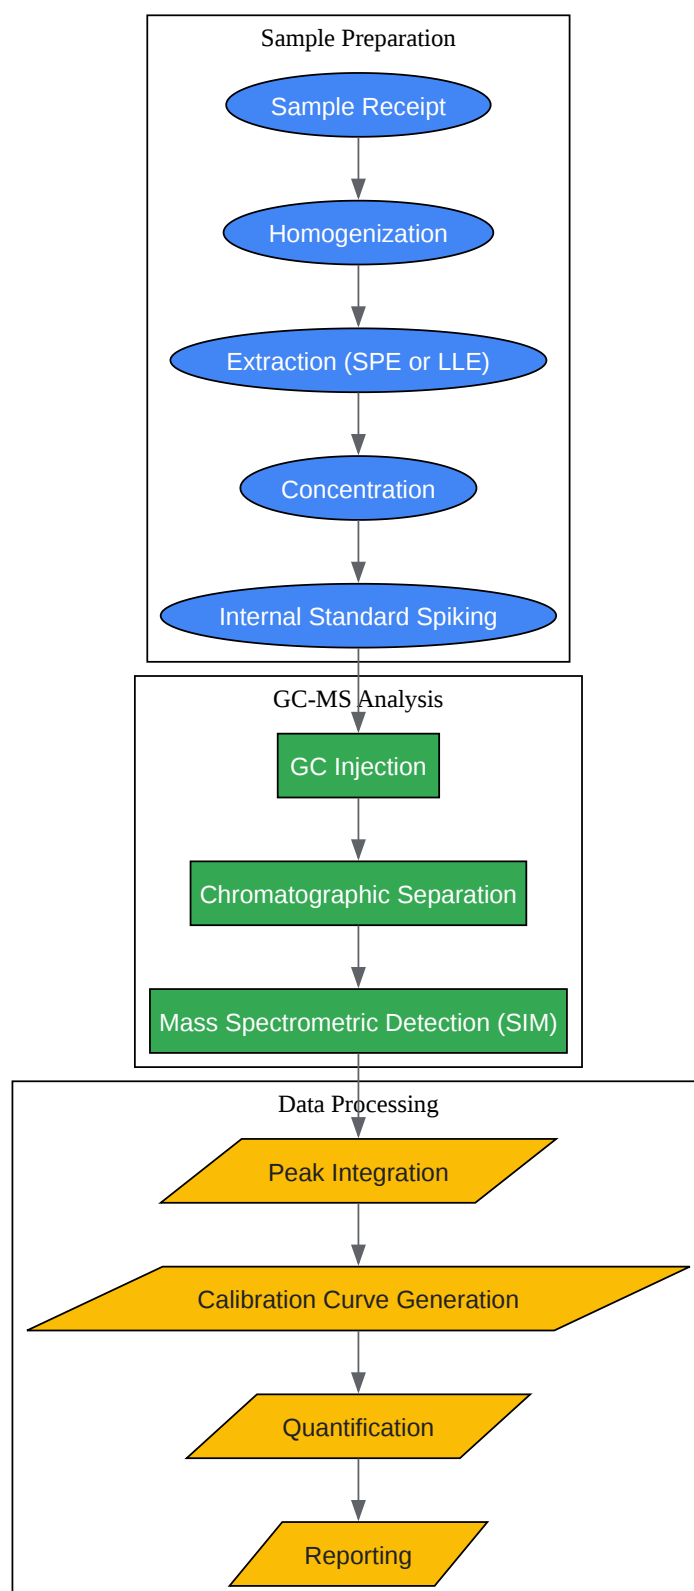 Sample Preparation
Sample Receipt
Homogenization
Extraction (SPE or LLE)
Concentration
Internal Standard Spiking
GC-MS Analysis
GC Injection
Chromatographic Separation
Mass Spectrometric Detection (SIM)
Data Processing
Peak Integration
Calibration Curve Generation
Quantification
Reporting